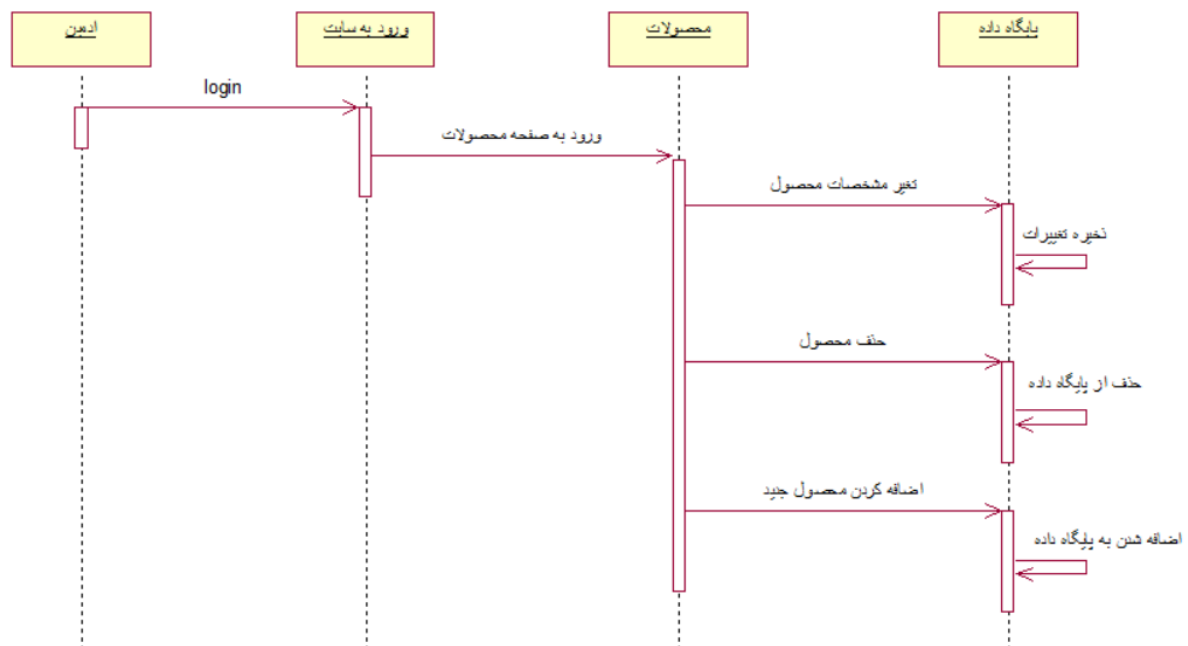 ادمین
ورود به سایت
محصولات
پایگاه داده
login
ورود به صفحه محصولات
تغیر مشخصات محصول
ذخیره تغییرات
حذف محصول
حذف از پایگاه داده
اضافه کردن محصول جدید
اضافه شدن به پایگاه داده